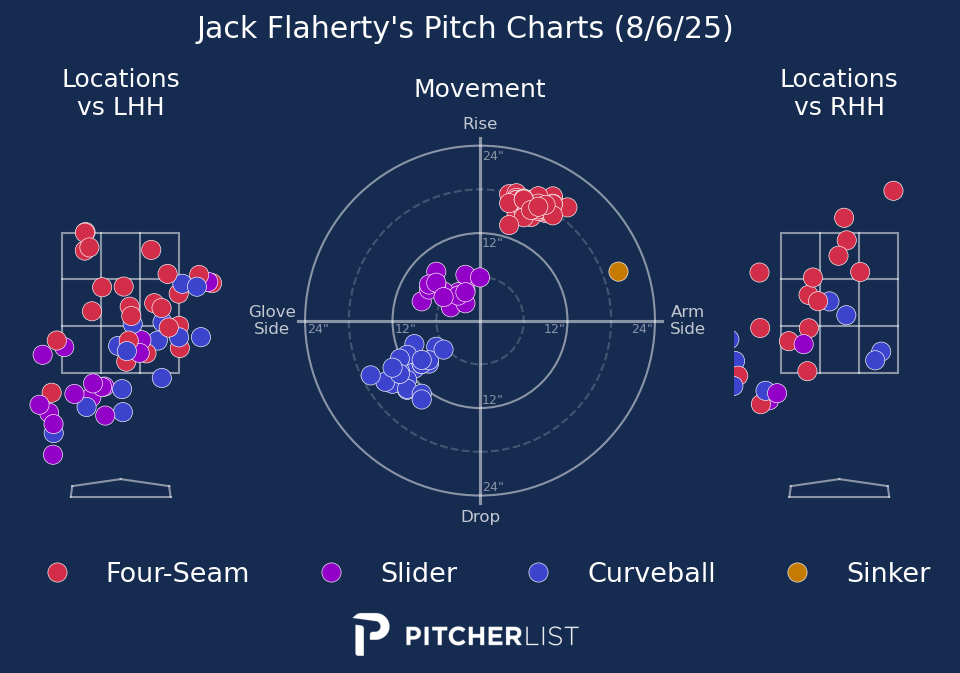 Jack Flaherty's Pitch Charts (8/6/25)
Locations
vs LHH
Movement
Locations
vs RHH
Rise
24"
12"
Glove
Side
24"
12"
12"
24"
Arm
Side
12"
24"
Drop
Four-Seam
Slider
Curveball
Sinker
PITCHERLIST